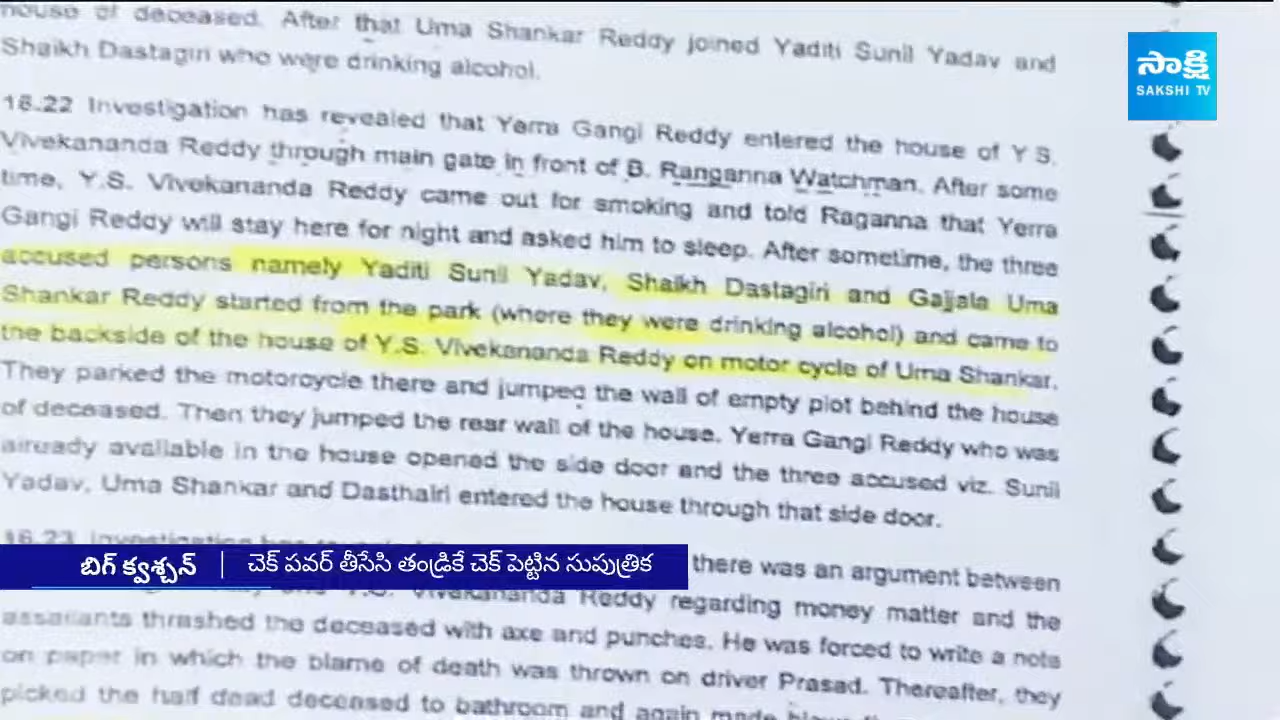 house of deceased. After that Uma Shankar Reddy joined Yaditi Sunil Yadav and
Shaikh Dastagiri who were drinking alcohol.
సాక్షి
SAKSHI TV
16.22 Investigation has revealed that Yerra Gangi Reddy entered the house of Y.S.
Vivekananda Reddy through main gate in front of B. Ranganna Watchman. After some
time, Y.S. Vivekananda Reddy came out for smoking and told Raganna that Yerra
Gangi Reddy will stay here for night and asked him to sleep. After sometime, the three
accused persons namely Yaditi Sunil Yadav, Shaikh Dastagiri and Gajjala Uma
Shankar Reddy started from the park (where they were drinking alcohol) and came to
the backside of the house of Y.S. Vivekananda Reddy on motor cycle of Uma Shankar.
They parked the motorcycle there and jumped the wall of empty plot behind the house
of deceased. Then they jumped the rear wall of the house. Yerra Gangi Reddy who was
already available in the house opened the side door and the three accused viz. Sunil
Yadav, Uma Shankar and Dasthairi entered the house through that side door.
16.23 Investigation has there was an argument between
బిగ్ క్వశ్చన్ | చెక్ పవర్ తీసేసి తండ్రికే చెక్ పెట్టిన సుపుత్రిక
Vivekananda Reddy regarding money matter and the
assailants thrashed the deceased with axe and punches. He was forced to write a note
on paper in which the blame of death was thrown on driver Prasad. Thereafter, they
picked the half dead deceased to bathroom and again made